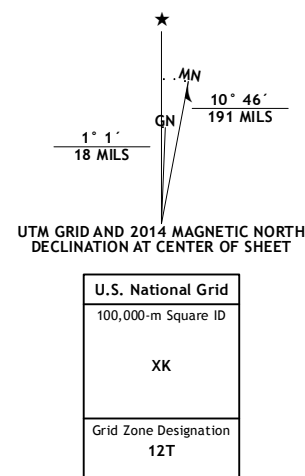 ★
MN
GN
10° 46´
191 MILS
1° 1´
18 MILS
UTM GRID AND 2014 MAGNETIC NORTH
DECLINATION AT CENTER OF SHEET
U.S. National Grid
100,000-m Square ID
XK
Grid Zone Designation
12T